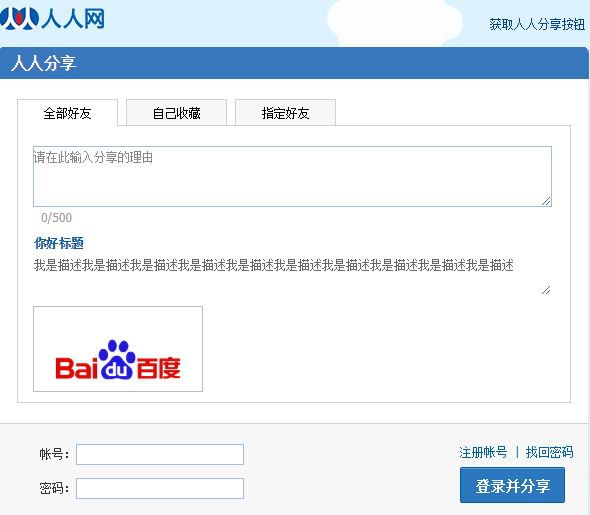 人人网
获取人人分享按钮
人人分享
全部好友 自己收藏 指定好友
请在此输入分享的理由
0/500
你好标题
我是描述我是描述我是描述我是描述我是描述我是描述我是描述我是描述我是描述我是描述
Bai du 百度
帐号：
注册帐号 | 找回密码
密码：
登录并分享